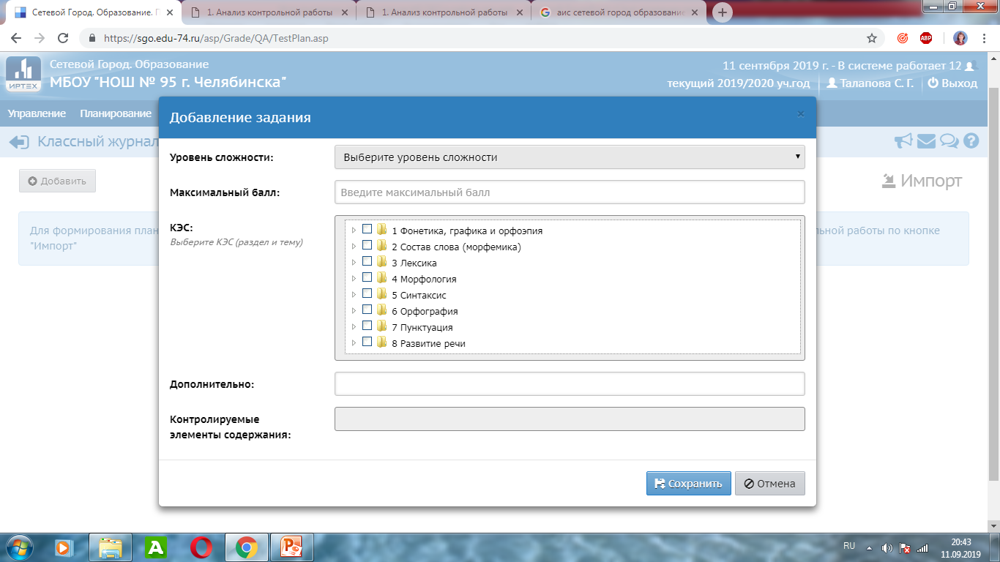 Сетевой Город. Образование. П
1. Анализ контрольной работы
1. Анализ контрольной работы
аис сетевой город образование
https://sgo.edu-74.ru/asp/Grade/QA/TestPlan.asp
ABP
ИРТЕХ
Сетевой Город. Образование
МБОУ "НОШ № 95 г. Челябинска"
11 сентября 2019 г. - В системе работает 12
текущий 2019/2020 уч.год
Талапова С. Г.
Выход
Управление
Планирование
Классный журнал
Добавить
Импорт
Для формирования план
льной работы по кнопке
"Импорт"
Добавление задания
×
Уровень сложности:
Выберите уровень сложности
Максимальный балл:
Введите максимальный балл
КЭС:
Выберите КЭС (раздел и тему)
1 Фонетика, графика и орфоэпия
2 Состав слова (морфемика)
3 Лексика
4 Морфология
5 Синтаксис
6 Орфография
7 Пунктуация
8 Развитие речи
Дополнительно:
Контролируемые
элементы содержания:
Сохранить
Отмена
RU
20:43
11.09.2019